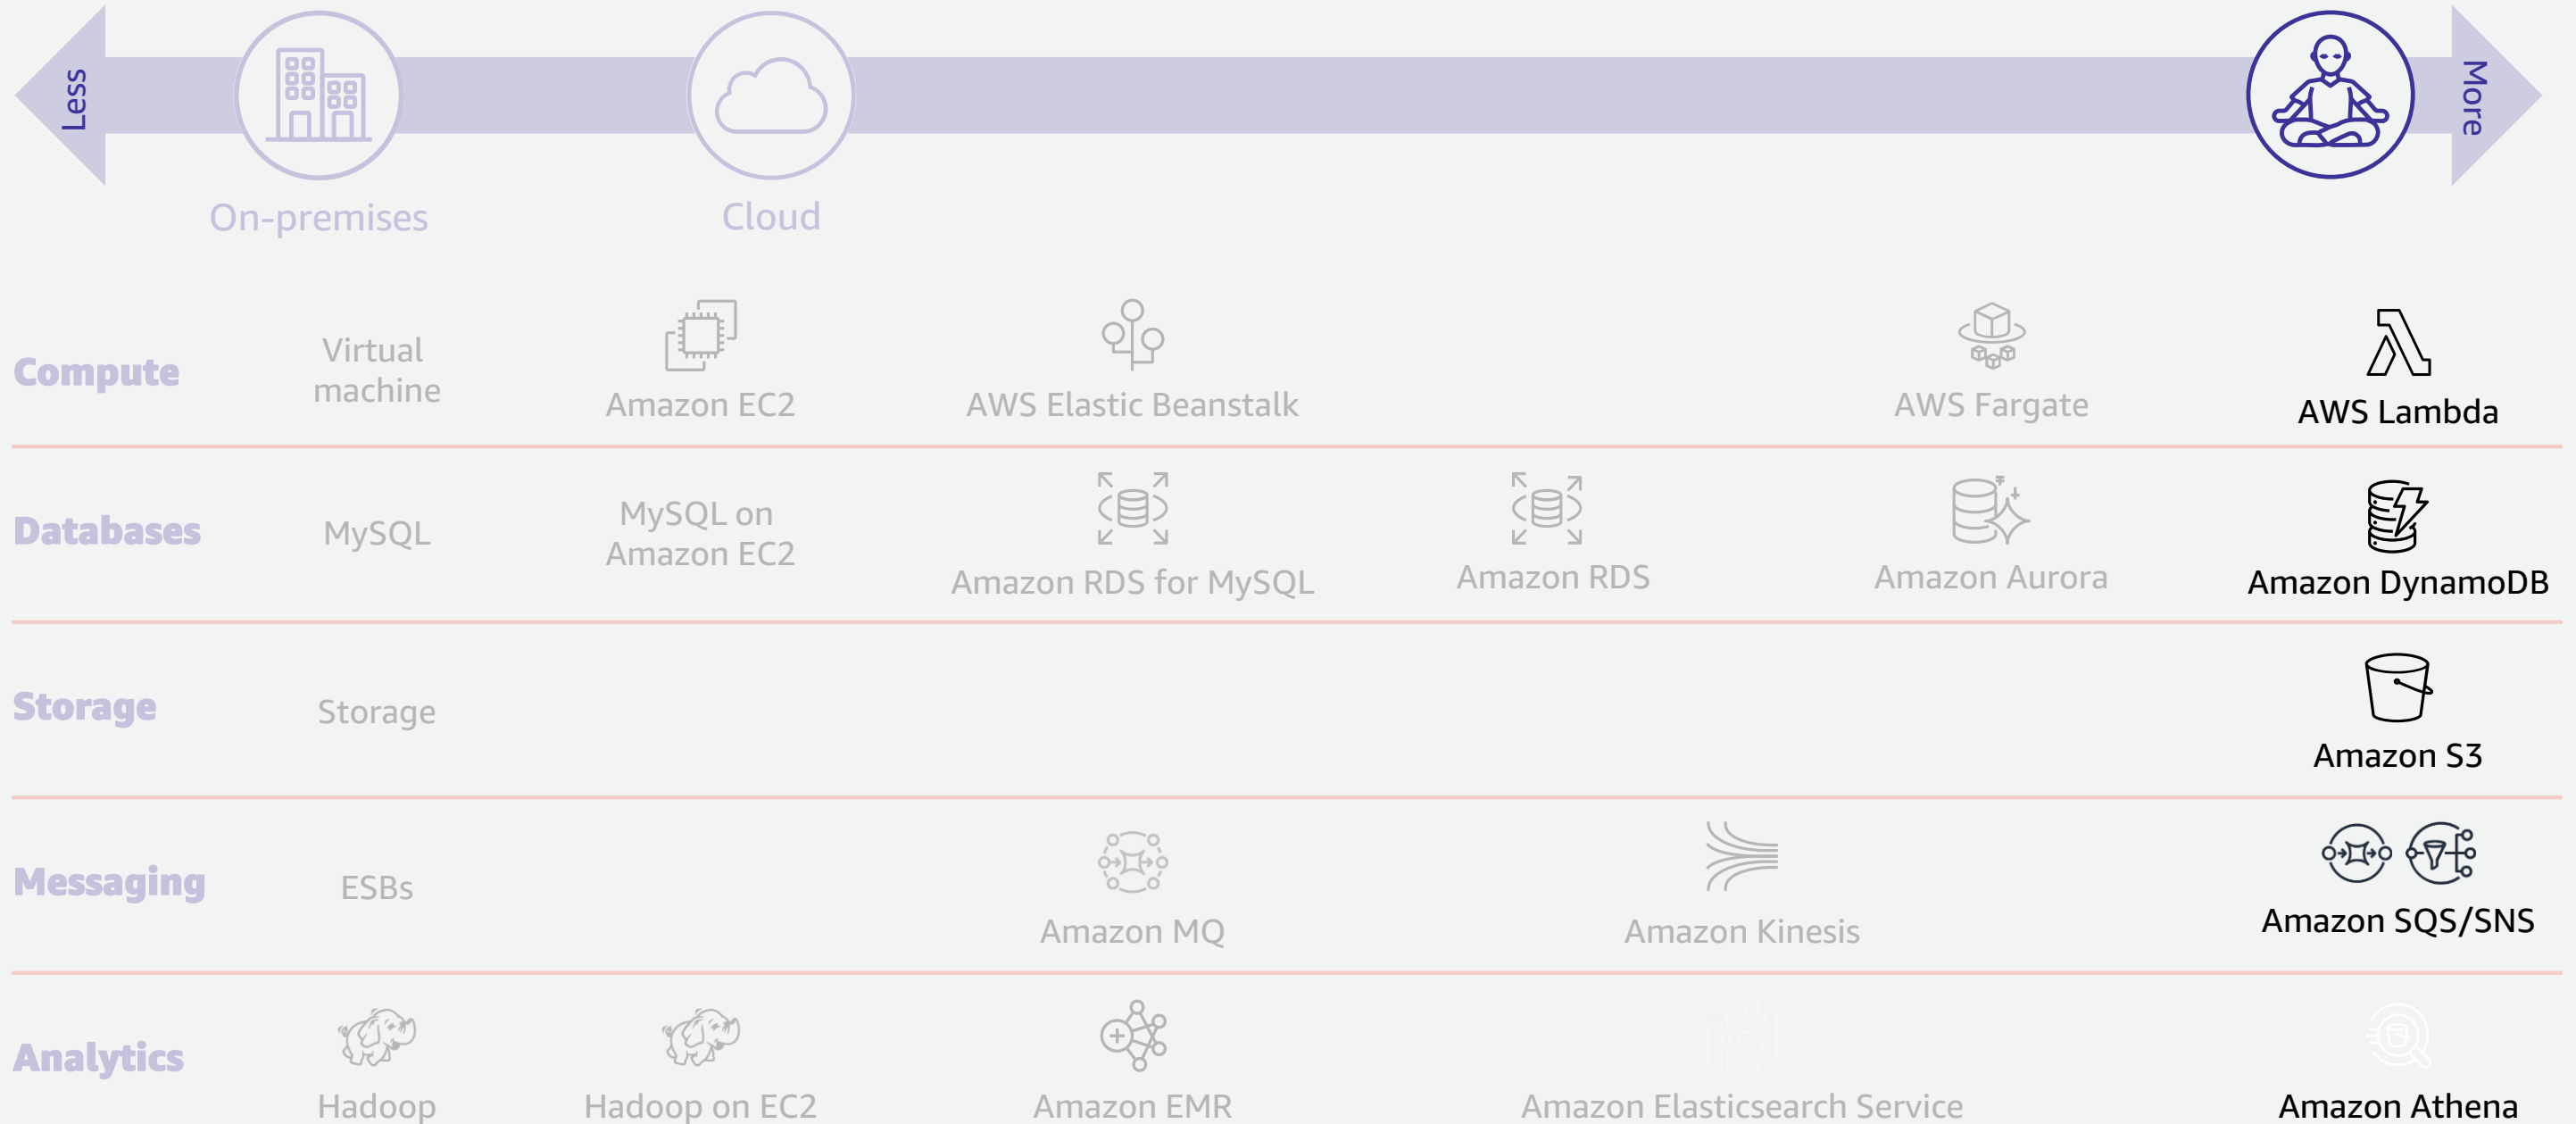 Less
More
On-premises
Cloud
Compute
Virtual
machine
Amazon EC2
AWS Elastic Beanstalk
AWS Fargate
AWS Lambda
Databases
MySQL
MySQL on
Amazon EC2
Amazon RDS for MySQL
Amazon RDS
Amazon Aurora
Amazon DynamoDB
Storage
Storage
Amazon S3
Messaging
ESBs
Amazon MQ
Amazon Kinesis
Amazon SQS/SNS
Analytics
Hadoop
Hadoop on EC2
Amazon EMR
Amazon Elasticsearch Service
Amazon Athena